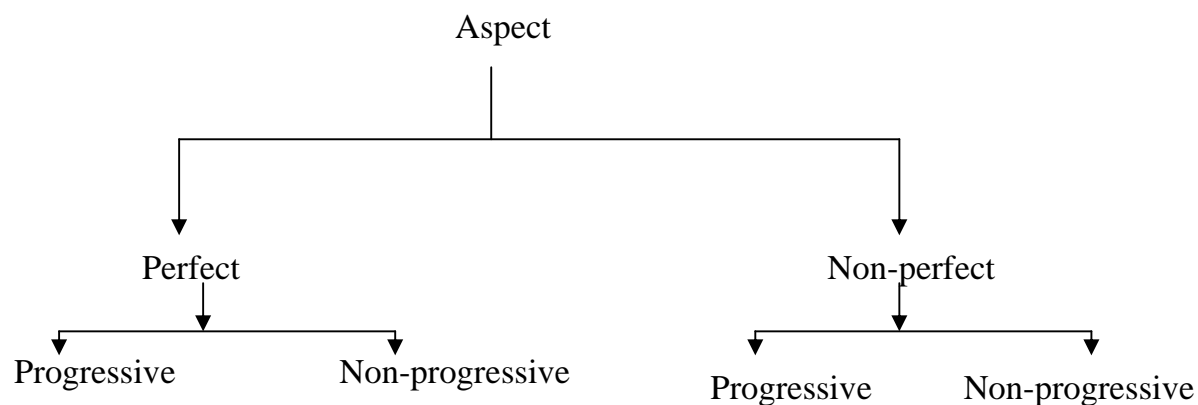 Aspect
Perfect
Non-perfect
Progressive
Non-progressive
Progressive
Non-progressive